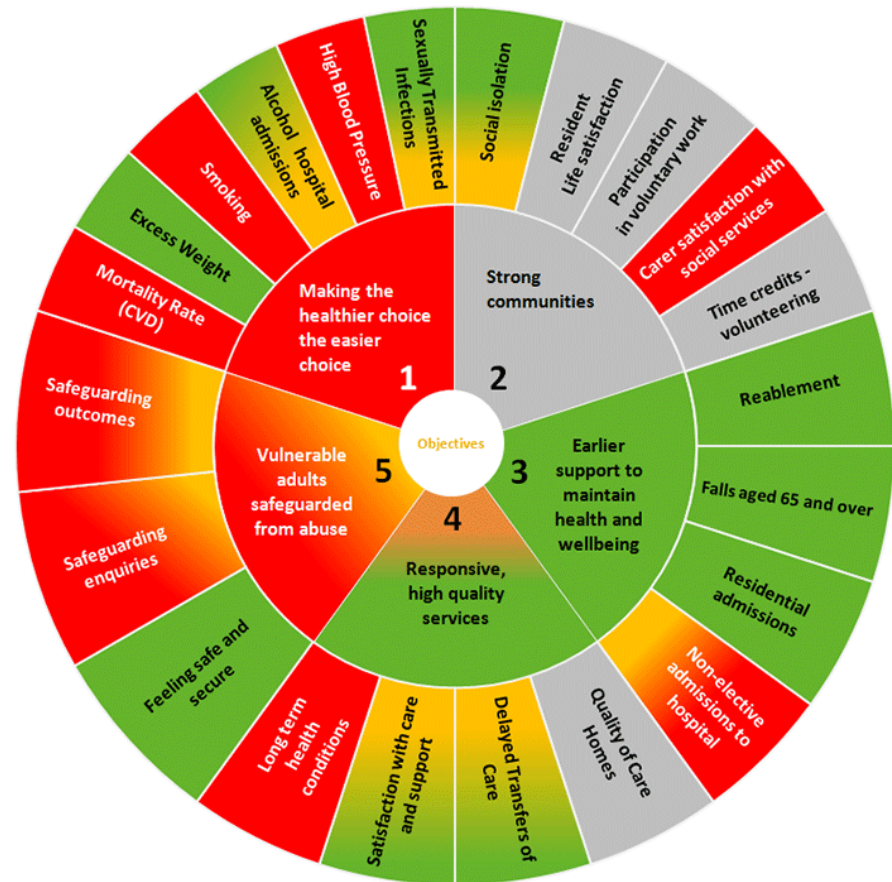 Objectives
Making the
healthier choice
the easier
choice
1
Strong
communities
2
Earlier
support to
maintain
health and
wellbeing
3
4
Responsive,
high quality
services
Vulnerable
adults
safeguarded
from abuse
5
Mortality Rate
(CVD)
Excess Weight
Smoking
Alcohol hospital
admissions
High Blood Pressure
Sexually Transmitted
Infections
Social isolation
Resident
Life satisfaction
Participation
in voluntary work
Carer satisfaction with
social services
Time credits -
volunteering
Reablement
Falls aged 65 and over
Residential
admissions
Non-elective
admissions to
hospital
Quality of Care
Homes
Delayed Transfers of
Care
Satisfaction with care
and support
Long term
health
conditions
Feeling safe and
secure
Safeguarding
enquiries
Safeguarding
outcomes